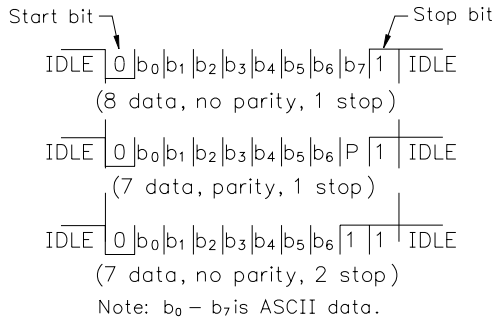 Start bit Stop bit
IDLE 0 b₀ b₁ b₂ b₃ b₄ b₅ b₆ b₇ 1 IDLE
(8 data, no parity, 1 stop)
IDLE 0 b₀ b₁ b₂ b₃ b₄ b₅ b₆ P 1 IDLE
(7 data, parity, 1 stop)
IDLE 0 b₀ b₁ b₂ b₃ b₄ b₅ b₆ 1 1 IDLE
(7 data, no parity, 2 stop)
Note: b₀ – b₇ is ASCII data.